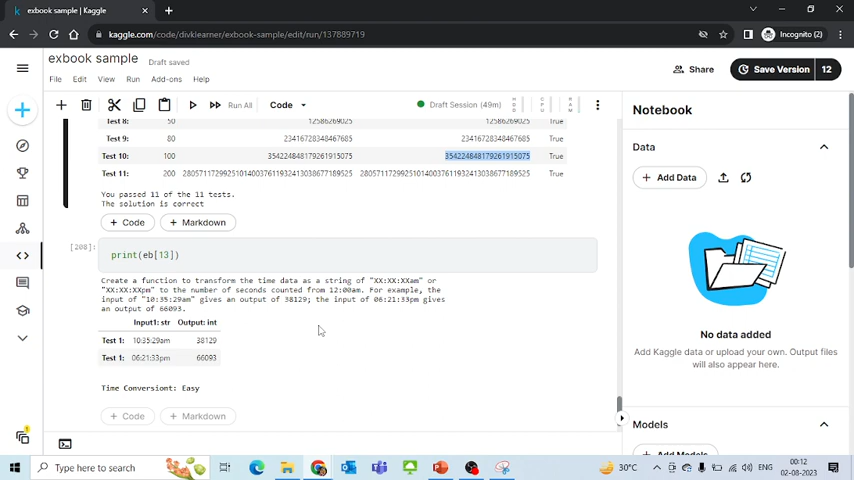 exbook sample | Kaggle
kaggle.com/code/divklearner/exbook-sample/edit/run/137889719
Incognito (2)
exbook sample
Draft saved
File Edit View Run Add-ons Help
Share
Save Version 12
Run All
Code
Draft Session (49m)
Notebook
Test 8: 50 12586269025 12586269025 True
Test 9: 80 23416728348467685 23416728348467685 True
Test 10: 100 354224848179261915075 354224848179261915075 True
Test 11: 200 280571172992510140037611932413038677189525 280571172992510140037611932413038677189525 True
You passed 11 of the 11 tests.
The solution is correct
+ Code + Markdown
[208]: print(eb[13])
Create a function to transform the time data as a string of "XX:XX:XXam" or
"XX:XX:XXpm" to the number of seconds counted from 12:00am. For example, the
input of "10:35:29am" gives an output of 38129; the input of 06:21:33pm gives
an output of 66093.
Input1: str Output: int
Test 1: 10:35:29am 38129
Test 1: 06:21:33pm 66093
Time Conversiont: Easy
+ Code + Markdown
Data
+ Add Data
No data added
Add Kaggle data or upload your own. Output files
will also appear here.
Models
+ Add Models
Type here to search
30°C
ENG
00:12
02-08-2023